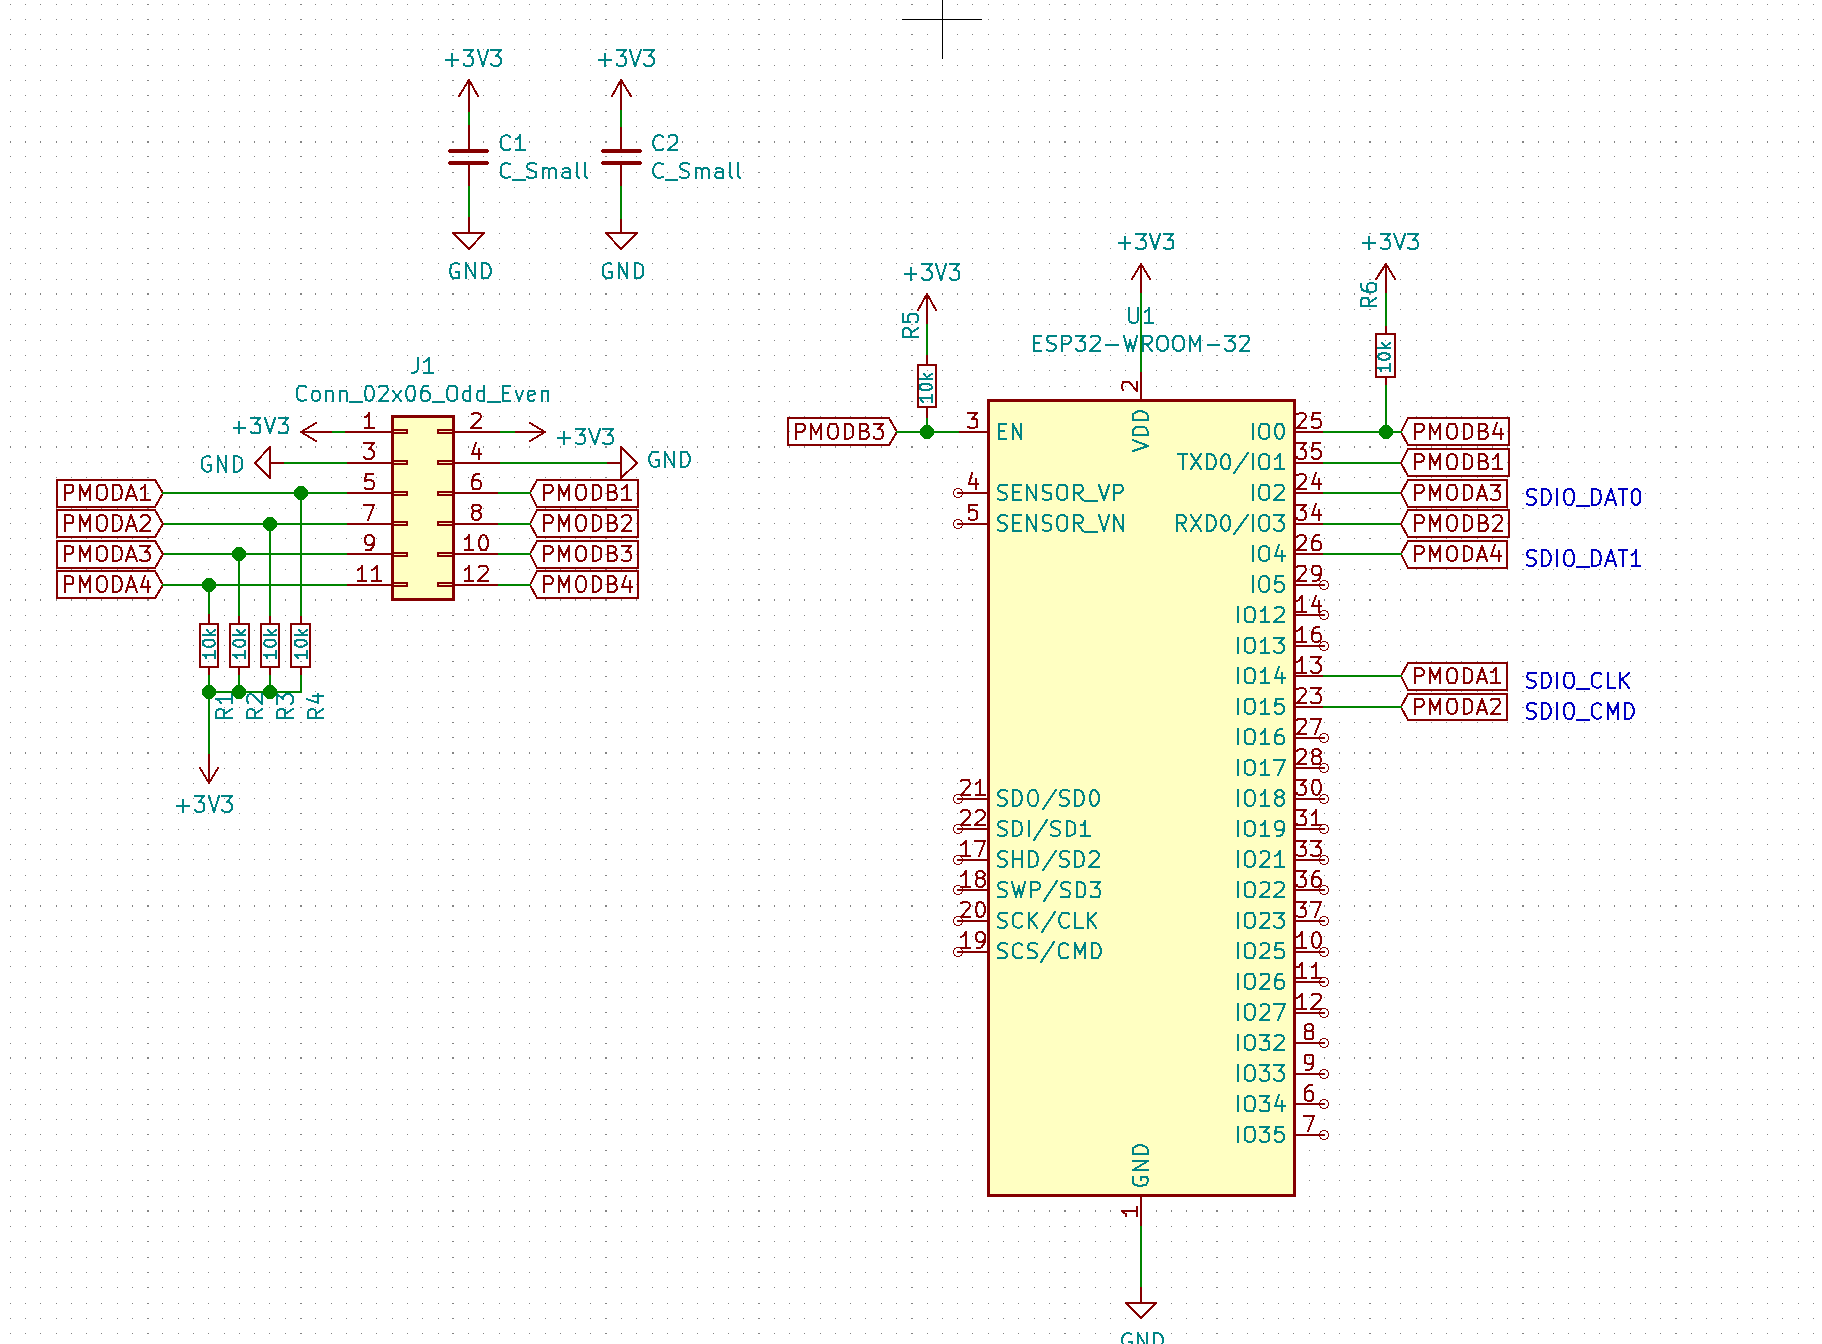 +3V3
+3V3
C1
C_Small
C2
C_Small
GND
GND
J1
Conn_02x06_Odd_Even
+3V3
1
2
+3V3
GND
3
4
GND
PMODA1
5
6
PMODB1
PMODA2
7
8
PMODB2
PMODA3
9
10
PMODB3
PMODA4
11
12
PMODB4
10k
10k
10k
10k
R1
R2
R3
R4
+3V3
+3V3
+3V3
+3V3
R5
R6
U1
ESP32-WROOM-32
10k
10k
2
VDD
PMODB3
3
EN
IO0
25
PMODB4
TXD0/IO1
35
PMODB1
4
SENSOR_VP
IO2
24
PMODA3
SDIO_DAT0
5
SENSOR_VN
RXD0/IO3
34
PMODB2
IO4
26
PMODA4
SDIO_DAT1
IO5
29
IO12
14
IO13
16
IO14
13
PMODA1
SDIO_CLK
IO15
23
PMODA2
SDIO_CMD
IO16
27
IO17
28
21
SDO/SD0
IO18
30
22
SDI/SD1
IO19
31
17
SHD/SD2
IO21
33
18
SWP/SD3
IO22
36
20
SCK/CLK
IO23
37
19
SCS/CMD
IO25
10
IO26
11
IO27
12
IO32
8
IO33
9
IO34
6
IO35
7
GND
1
GND